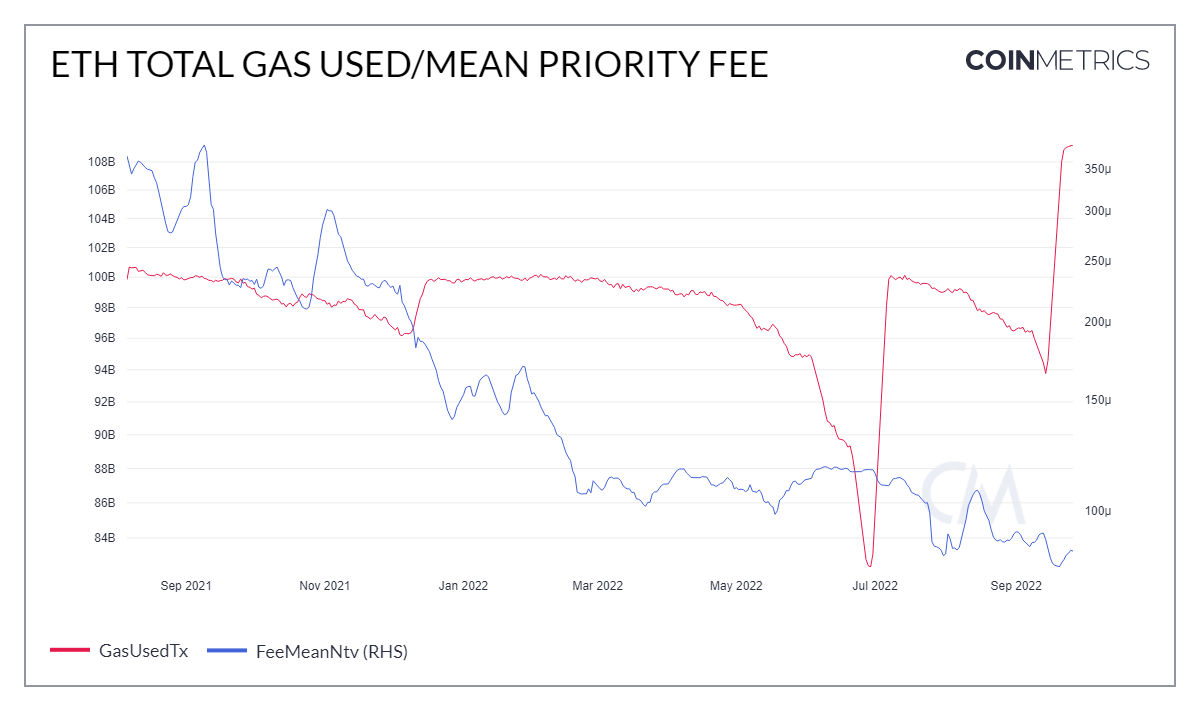 ETH TOTAL GAS USED/MEAN PRIORITY FEE
COINMETRICS
108B
106B
104B
102B
100B
98B
96B
94B
92B
90B
88B
86B
84B
350µ
300µ
250µ
200µ
150µ
100µ
CM
Sep 2021
Nov 2021
Jan 2022
Mar 2022
May 2022
Jul 2022
Sep 2022
GasUsedTx
FeeMeanNtv (RHS)